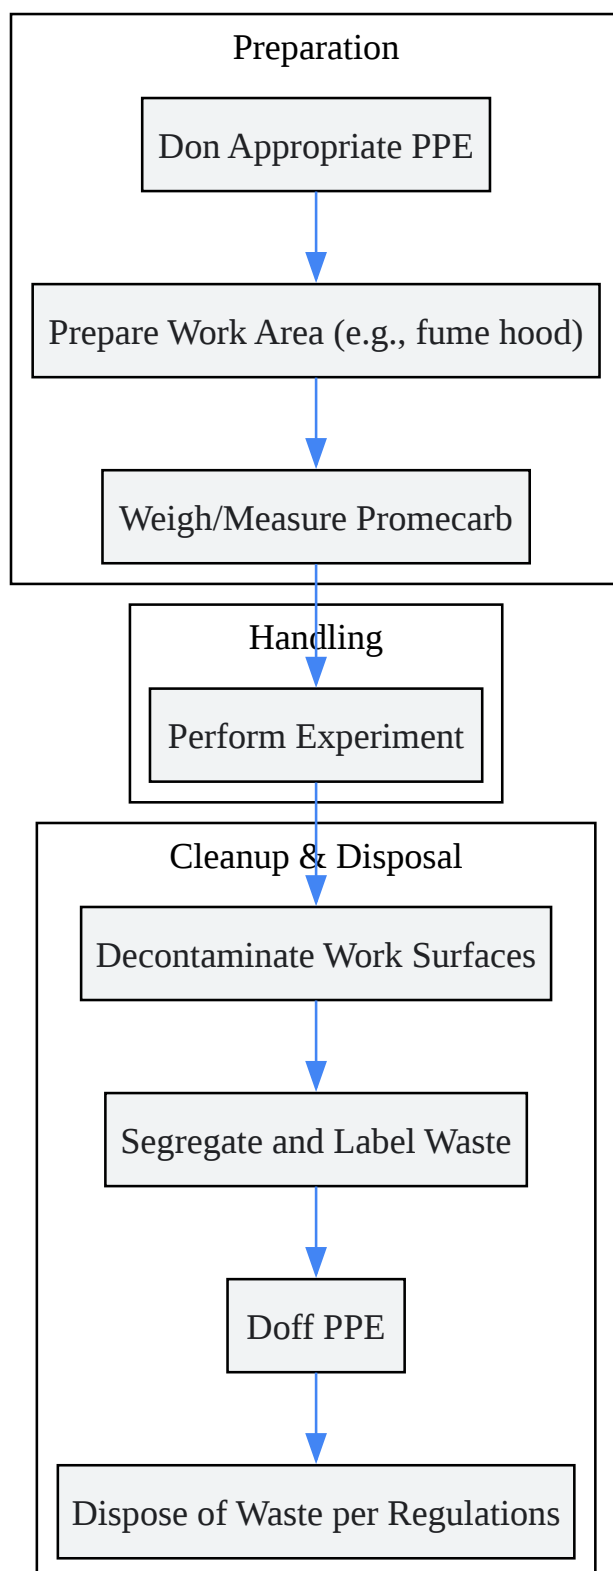 Preparation
Don Appropriate PPE
Prepare Work Area (e.g., fume hood)
Weigh/Measure Promecarb
Handling
Perform Experiment
Cleanup & Disposal
Decontaminate Work Surfaces
Segregate and Label Waste
Doff PPE
Dispose of Waste per Regulations